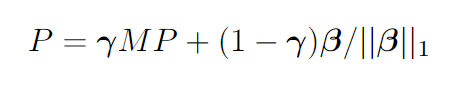 P = γMP + (1 − γ)β/||β||₁